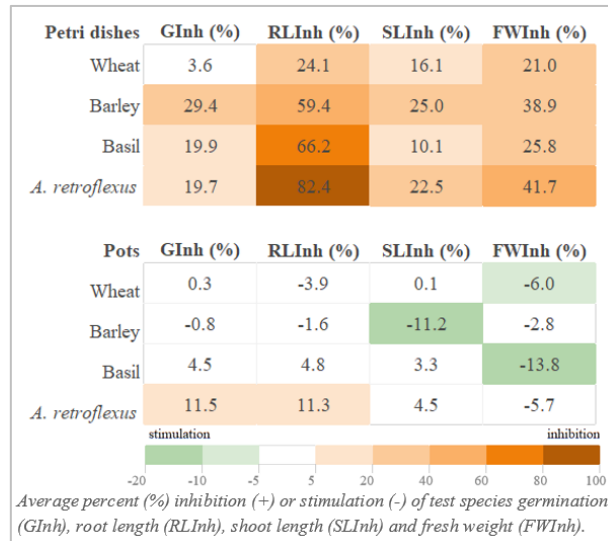 Petri dishes GInh (%) RLInh (%) SLInh (%) FWInh (%)
Wheat 3.6 24.1 16.1 21.0
Barley 29.4 59.4 25.0 38.9
Basil 19.9 66.2 10.1 25.8
A. retroflexus 19.7 82.4 22.5 41.7
Pots GInh (%) RLInh (%) SLInh (%) FWInh (%)
Wheat 0.3 -3.9 0.1 -6.0
Barley -0.8 -1.6 -11.2 -2.8
Basil 4.5 4.8 3.3 -13.8
A. retroflexus 11.5 11.3 4.5 -5.7
stimulation inhibition
-20 -10 -5 5 20 40 60 80 100
Average percent (%) inhibition (+) or stimulation (-) of test species germination
(GInh), root length (RLInh), shoot length (SLInh) and fresh weight (FWInh).